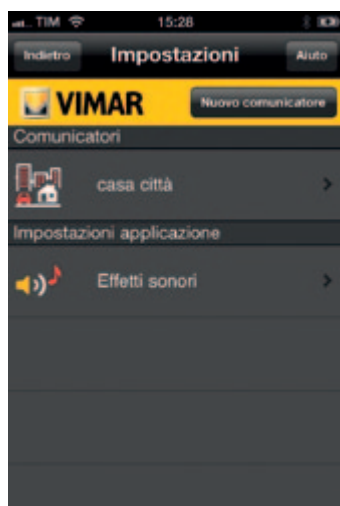 TIM 15:28
Indietro Impostazioni Aiuto
VIMAR Nuovo comunicatore
Comunicatori
casa città
Impostazioni applicazione
Effetti sonori